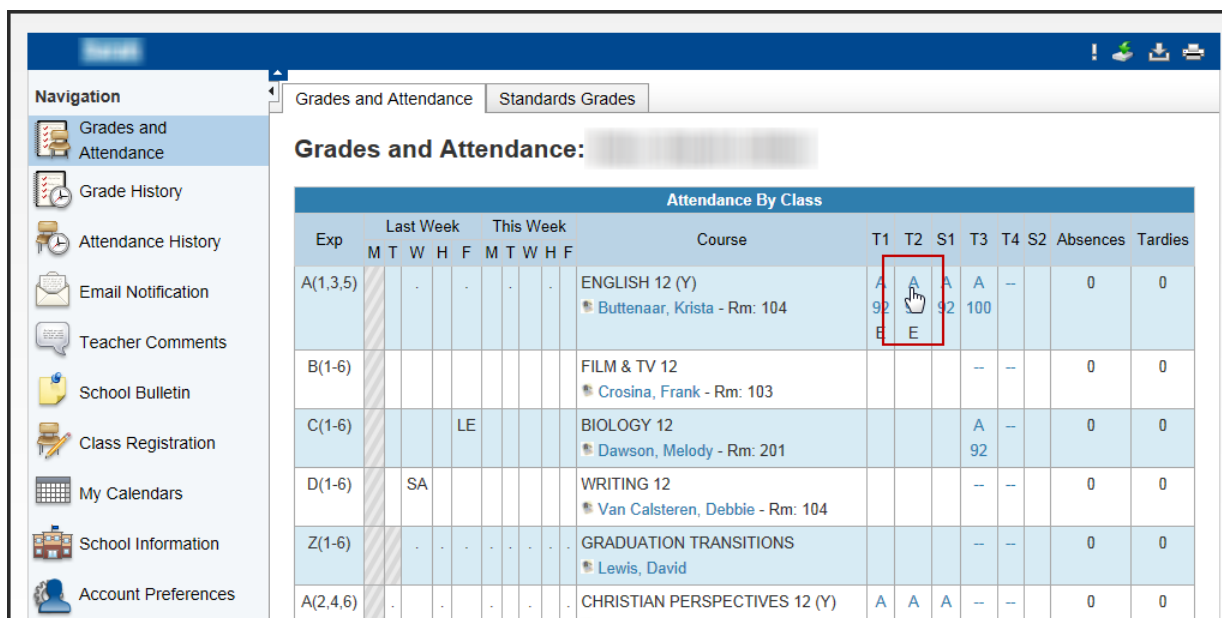 !
Navigation
Grades and Attendance
Standards Grades
Grades and
Attendance
Grade History
Attendance History
Email Notification
Teacher Comments
School Bulletin
Class Registration
My Calendars
School Information
Account Preferences
Grades and Attendance:
Attendance By Class
Exp Last Week This Week Course T1 T2 S1 T3 T4 S2 Absences Tardies
M T W H F M T W H F
A(1,3,5) . . . . ENGLISH 12 (Y) A A A A -- 0 0
Buttenaar, Krista - Rm: 104 92 92 100
E E
B(1-6) FILM & TV 12 -- -- 0 0
Crosina, Frank - Rm: 103
C(1-6) LE BIOLOGY 12 A -- 0 0
Dawson, Melody - Rm: 201 92
D(1-6) SA WRITING 12 -- -- 0 0
Van Calsteren, Debbie - Rm: 104
Z(1-6) . . . . . . . . GRADUATION TRANSITIONS -- -- 0 0
Lewis, David
A(2,4,6) . . . . . CHRISTIAN PERSPECTIVES 12 (Y) A A A -- -- 0 0